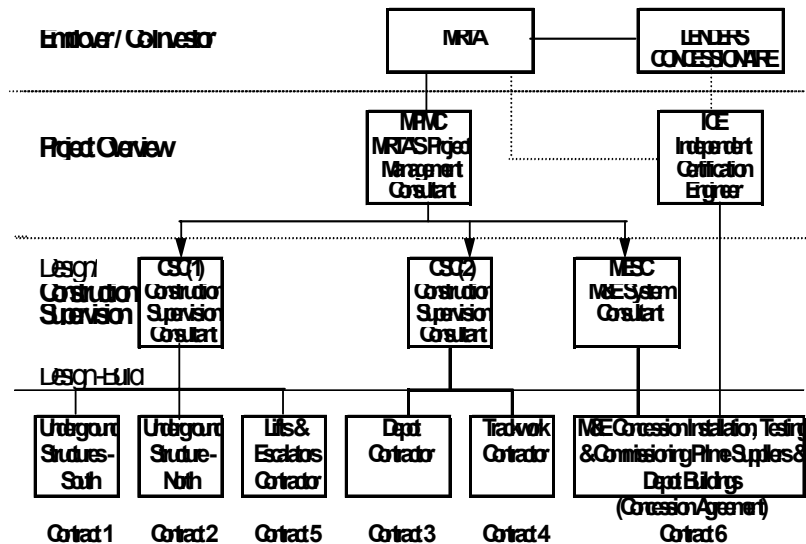 Employer / Co-Investor
MRTA
LENDERS
CONCESSIONAIRE
Project Overview
MPMC
MRTA'S Project
Management
Consultant
ICE
Independent
Certification
Engineer
Design/
Construction
Supervision
CSC(1)
Construction
Supervision
Consultant
CSC(2)
Construction
Supervision
Consultant
MESC
M&E System
Consultant
Design-Build
Underground
Structures-
South
Underground
Structure-
North
Lifts &
Escalators
Contractor
Depot
Contractor
Trackwork
Contractor
M&E Concession Installation, Testing
& Commissioning Prime Suppliers &
Depot Buildings
(Concession Agreement)
Contract 1
Contract 2
Contract 5
Contract 3
Contract 4
Contract 6